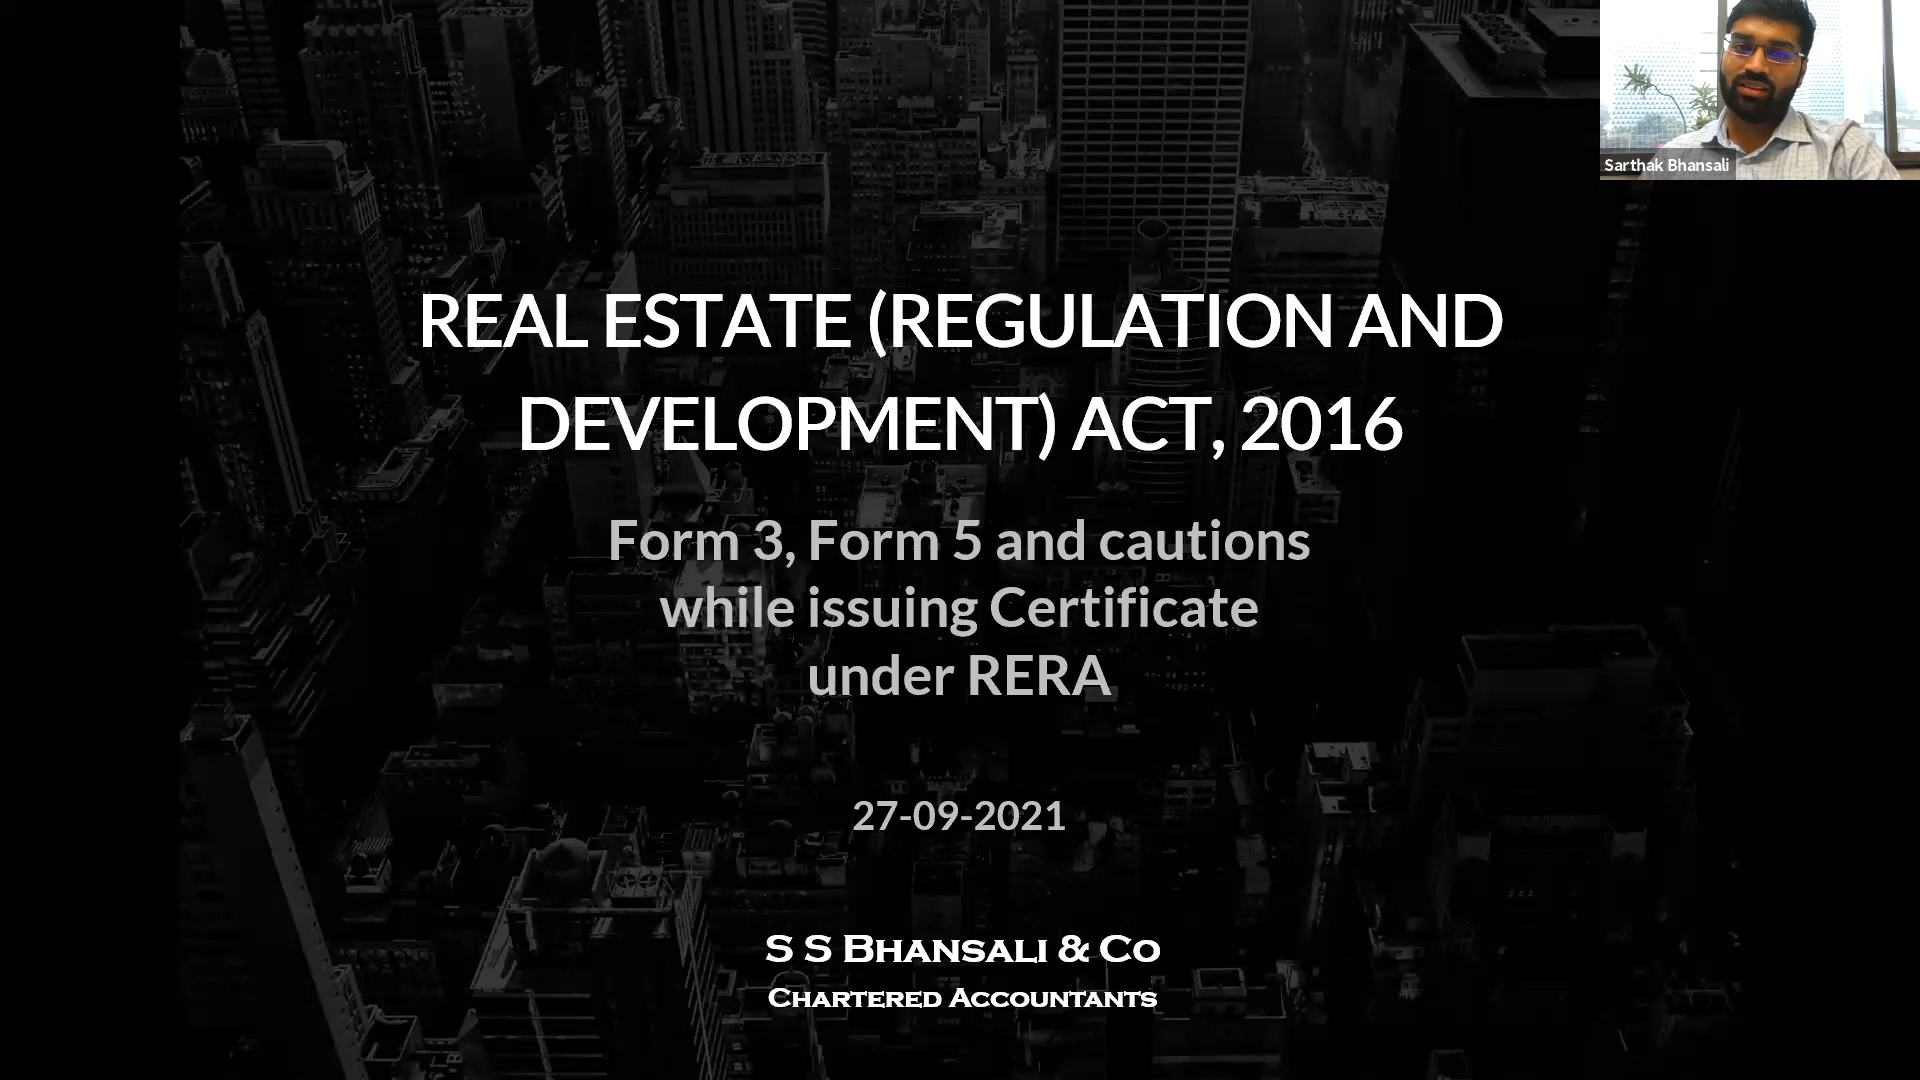 Sarthak Bhansali
REAL ESTATE (REGULATION AND
DEVELOPMENT) ACT, 2016
Form 3, Form 5 and cautions
while issuing Certificate
under RERA
27-09-2021
S S BHANSALI & CO
CHARTERED ACCOUNTANTS